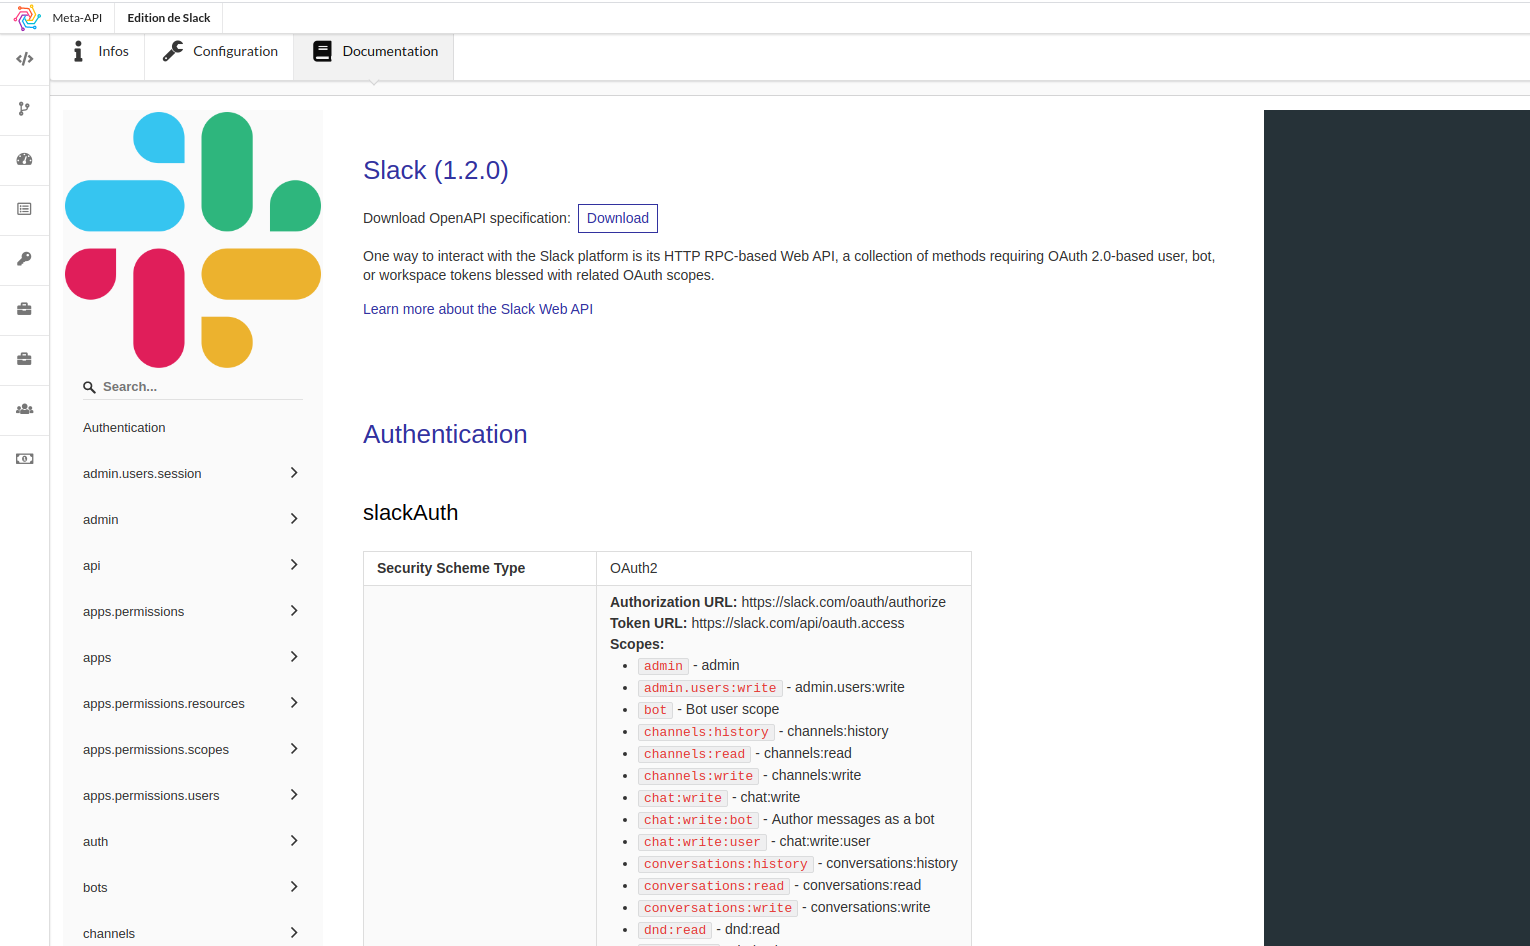 Meta-API
Edition de Slack
Infos
Configuration
Documentation
Search...
Authentication
admin.users.session
admin
api
apps.permissions
apps
apps.permissions.resources
apps.permissions.scopes
apps.permissions.users
auth
bots
channels
Slack (1.2.0)
Download OpenAPI specification: Download
One way to interact with the Slack platform is its HTTP RPC-based Web API, a collection of methods requiring OAuth 2.0-based user, bot,
or workspace tokens blessed with related OAuth scopes.
Learn more about the Slack Web API
Authentication
slackAuth
Security Scheme Type OAuth2
Authorization URL: https://slack.com/oauth/authorize
Token URL: https://slack.com/api/oauth.access
Scopes:
admin - admin
admin.users:write - admin.users:write
bot - Bot user scope
channels:history - channels:history
channels:read - channels:read
channels:write - channels:write
chat:write - chat:write
chat:write:bot - Author messages as a bot
chat:write:user - chat:write:user
conversations:history - conversations:history
conversations:read - conversations:read
conversations:write - conversations:write
dnd:read - dnd:read